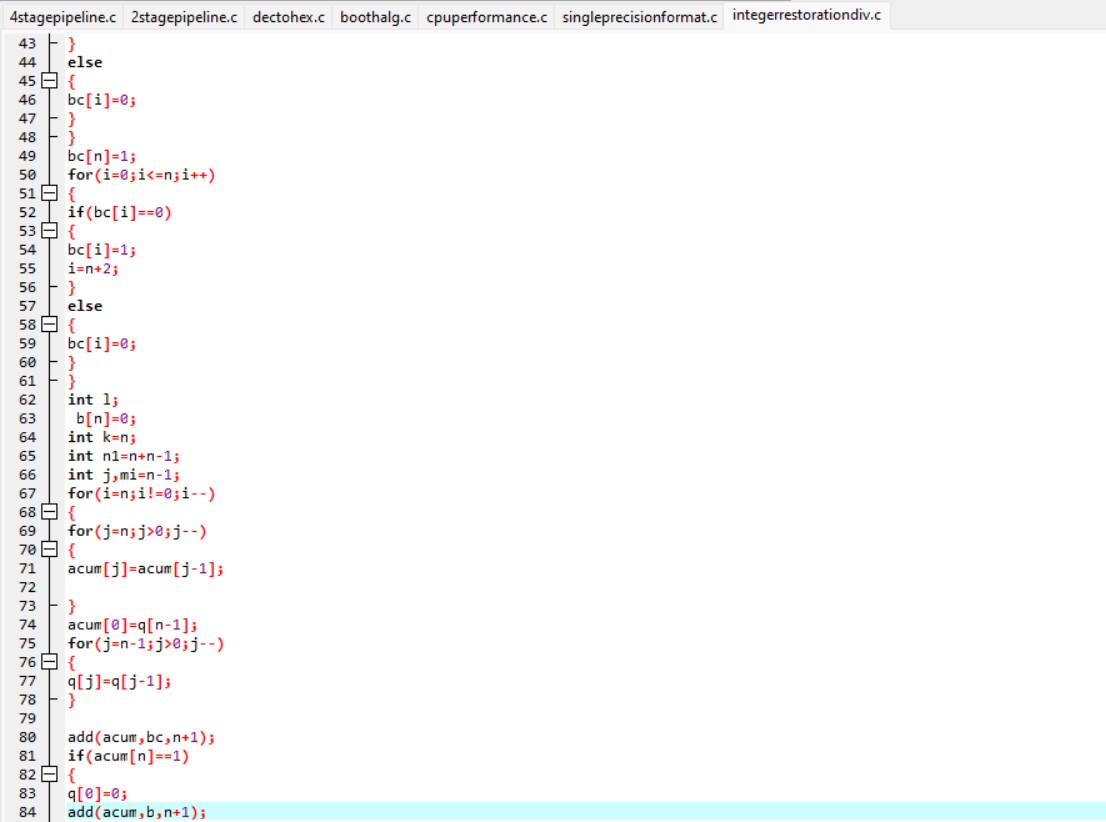 4stagepipeline.c 2stagepipeline.c dectohex.c boothalg.c cpuperformance.c singleprecisionformat.c integerrestorationdiv.c
43 }
44 else
45 {
46 bc[i]=0;
47 }
48 }
49 bc[n]=1;
50 for(i=0;i<=n;i++)
51 {
52 if(bc[i]==0)
53 {
54 bc[i]=1;
55 i=n+2;
56 }
57 else
58 {
59 bc[i]=0;
60 }
61 }
62 int l;
63 b[n]=0;
64 int k=n;
65 int n1=n+n-1;
66 int j,mi=n-1;
67 for(i=n;i!=0;i--)
68 {
69 for(j=n;j>0;j--)
70 {
71 acum[j]=acum[j-1];
72
73 }
74 acum[0]=q[n-1];
75 for(j=n-1;j>0;j--)
76 {
77 q[j]=q[j-1];
78 }
79
80 add(acum,bc,n+1);
81 if(acum[n]==1)
82 {
83 q[0]=0;
84 add(acum,b,n+1);